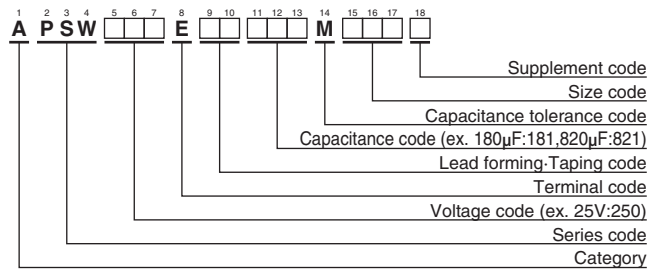 1 2 3 4 5 6 7 8 9 10 11 12 13 14 15 16 17 18
A PSW E M
Supplement code
Size code
Capacitance tolerance code
Capacitance code (ex. 180µF:181,820µF:821)
Lead forming·Taping code
Terminal code
Voltage code (ex. 25V:250)
Series code
Category